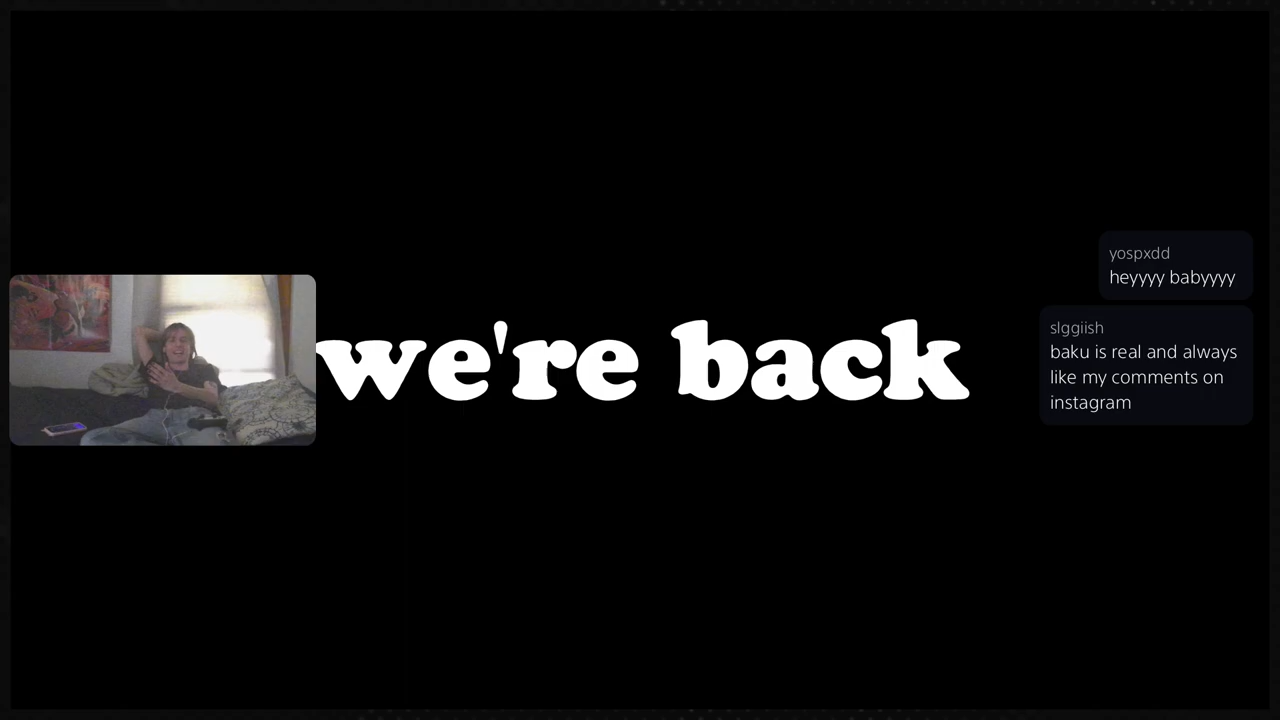 we're back
yospxdd
heyyyy babyyyy
slggiish
baku is real and always
like my comments on
instagram